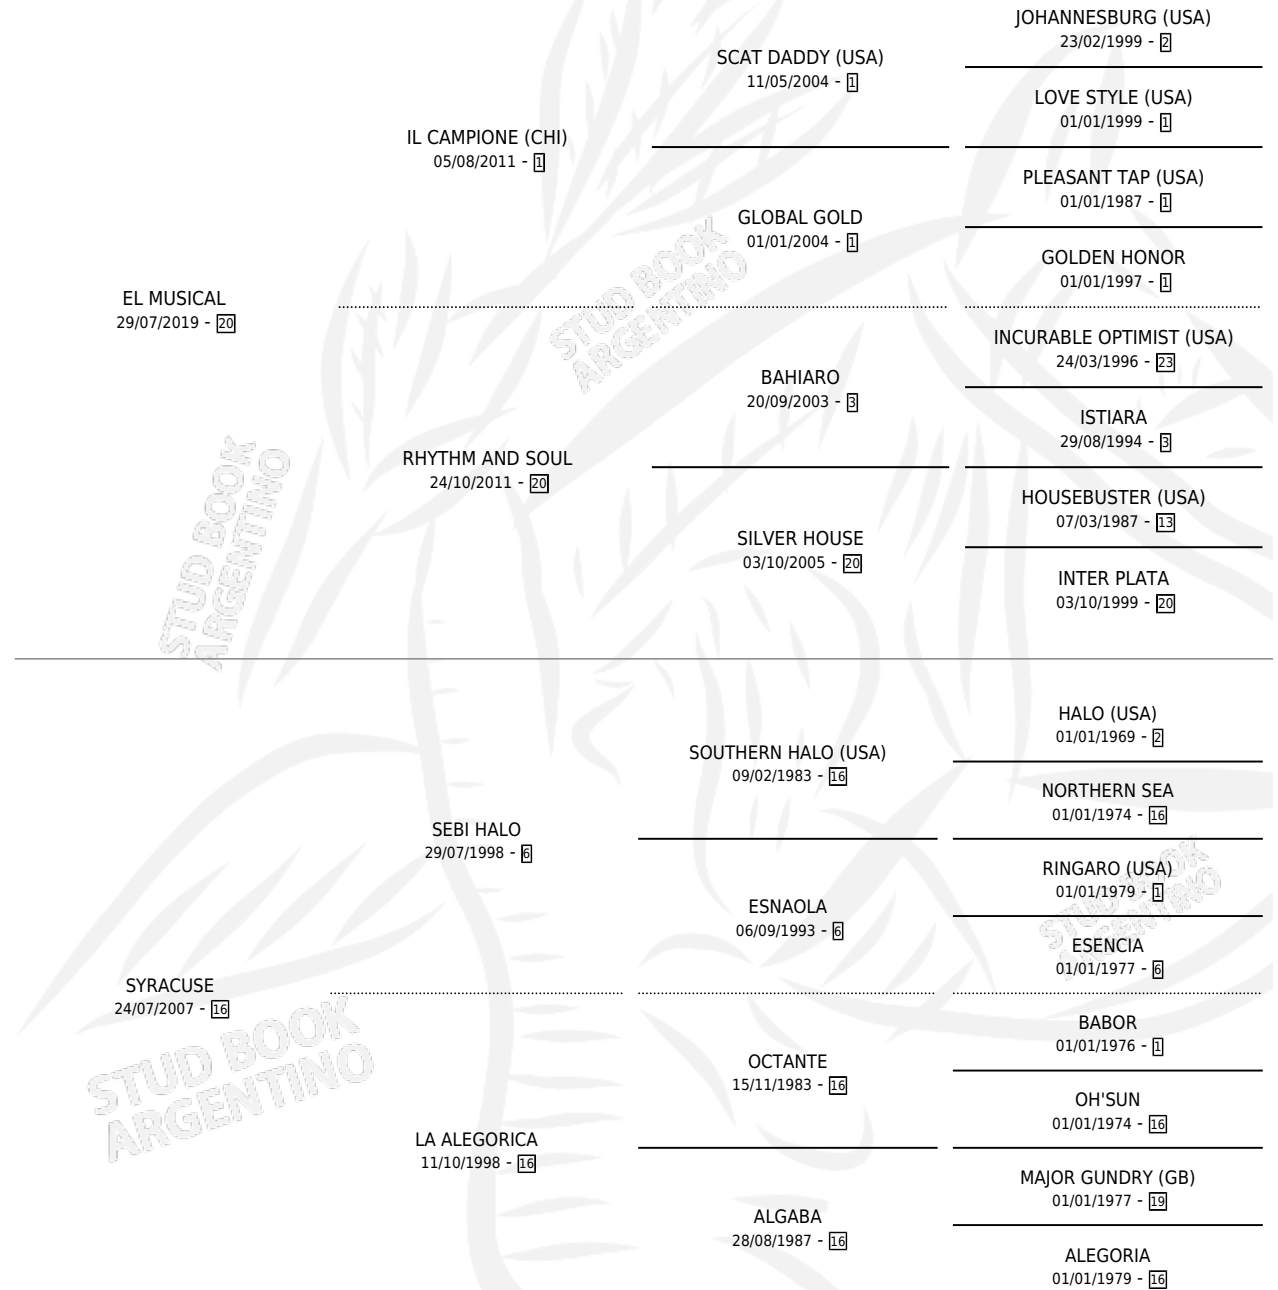 JOHANNESBURG (USA)
23/02/1999 - 2
SCAT DADDY (USA)
11/05/2004 - 1
LOVE STYLE (USA)
01/01/1999 - 1
IL CAMPIONE (CHI)
05/08/2011 - 1
PLEASANT TAP (USA)
01/01/1987 - 1
GLOBAL GOLD
01/01/2004 - 1
GOLDEN HONOR
01/01/1997 - 1
EL MUSICAL
29/07/2019 - 20
STUD BOOK
ARGENTINO
INCURABLE OPTIMIST (USA)
24/03/1996 - 23
BAHIARO
20/09/2003 - 3
ISTIARA
29/08/1994 - 3
RHYTHM AND SOUL
24/10/2011 - 20
HOUSEBUSTER (USA)
07/03/1987 - 13
SILVER HOUSE
03/10/2005 - 20
INTER PLATA
03/10/1999 - 20
STUD BOOK
ARGENTINO
HALO (USA)
01/01/1969 - 2
SOUTHERN HALO (USA)
09/02/1983 - 16
NORTHERN SEA
01/01/1974 - 16
SEBI HALO
29/07/1998 - 6
RINGARO (USA)
01/01/1979 - 1
ESNAOLA
06/09/1993 - 6
STUD BOOK
ARGENTINO
ESENCIA
01/01/1977 - 6
SYRACUSE
24/07/2007 - 16
STUD BOOK
ARGENTINO
BABOR
01/01/1976 - 1
OCTANTE
15/11/1983 - 16
OH'SUN
01/01/1974 - 16
LA ALEGORICA
11/10/1998 - 16
MAJOR GUNDRY (GB)
01/01/1977 - 19
ALGABA
28/08/1987 - 16
ALEGORIA
01/01/1979 - 16